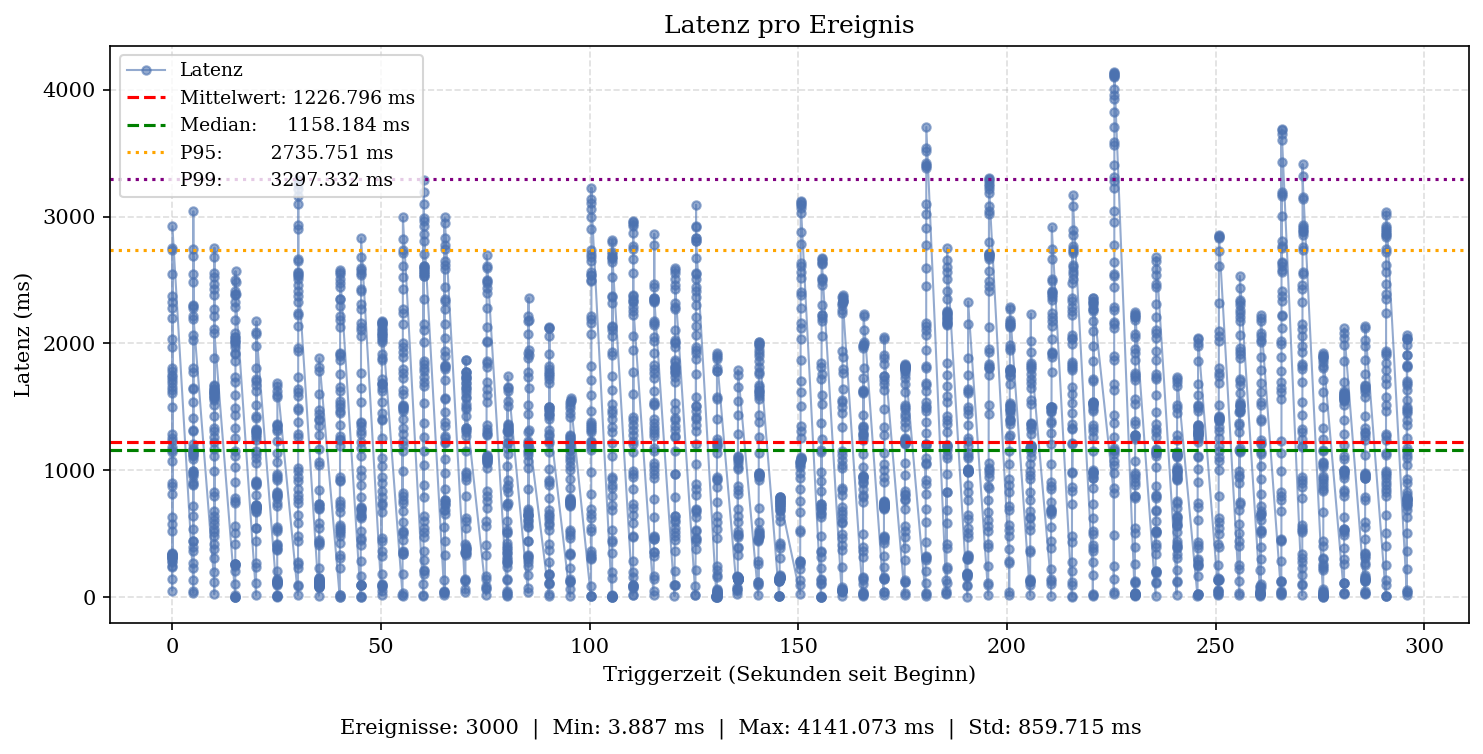 Latenz pro Ereignis
Latenz
Mittelwert: 1226.796 ms
Median: 1158.184 ms
P95: 2735.751 ms
P99: 3297.332 ms
4000
3000
2000
1000
0
Latenz (ms)
0 50 100 150 200 250 300
Triggerzeit (Sekunden seit Beginn)
Ereignisse: 3000 | Min: 3.887 ms | Max: 4141.073 ms | Std: 859.715 ms